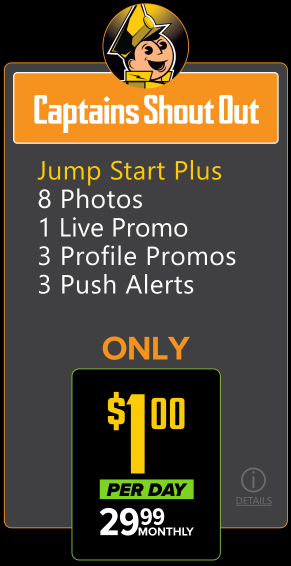 Captains Shout Out
Jump Start Plus
8 Photos
1 Live Promo
3 Profile Promos
3 Push Alerts
ONLY
$1 00
PER DAY
29 99 MONTHLY
i
DETAILS